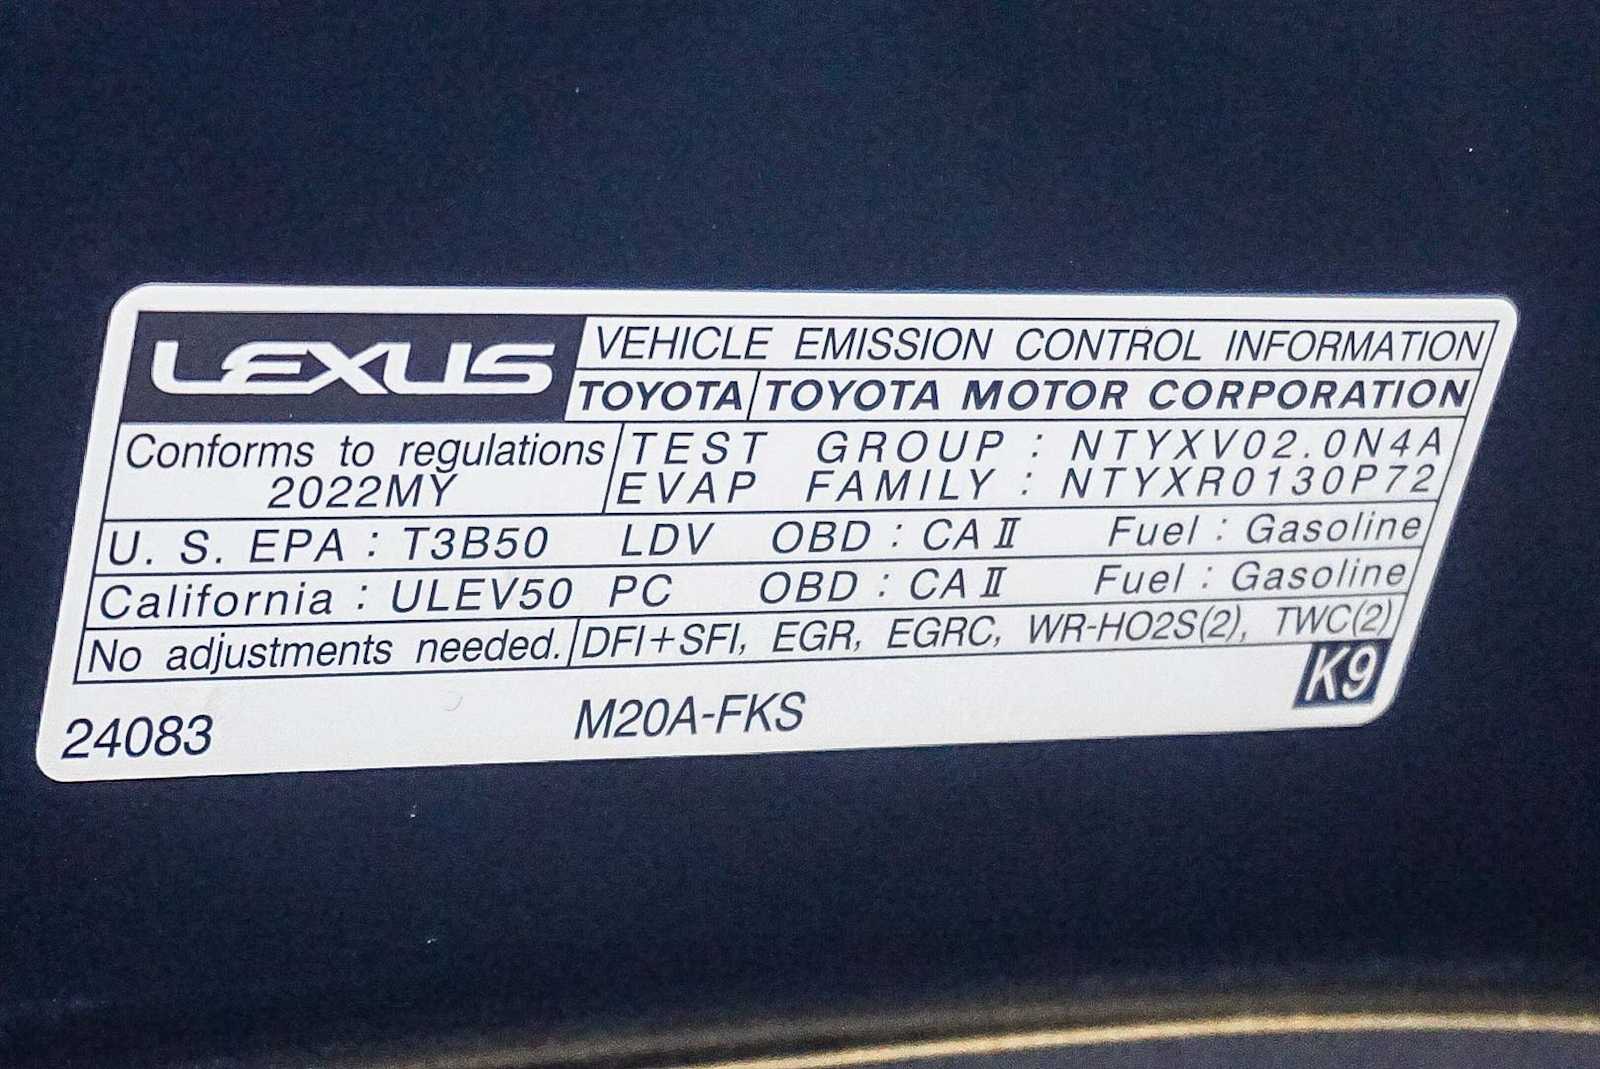 LEXUS
VEHICLE EMISSION CONTROL INFORMATION
TOYOTA TOYOTA MOTOR CORPORATION
Conforms to regulations
2022MY
TEST GROUP : NTYXV02.0N4A
EVAP FAMILY : NTYXR0130P72
U. S. EPA : T3B50 LDV OBD : CA II Fuel : Gasoline
California : ULEV50 PC OBD : CA II Fuel : Gasoline
No adjustments needed. DFI+SFI, EGR, EGRC, WR-HO2S(2), TWC(2)
24083 M20A-FKS K9